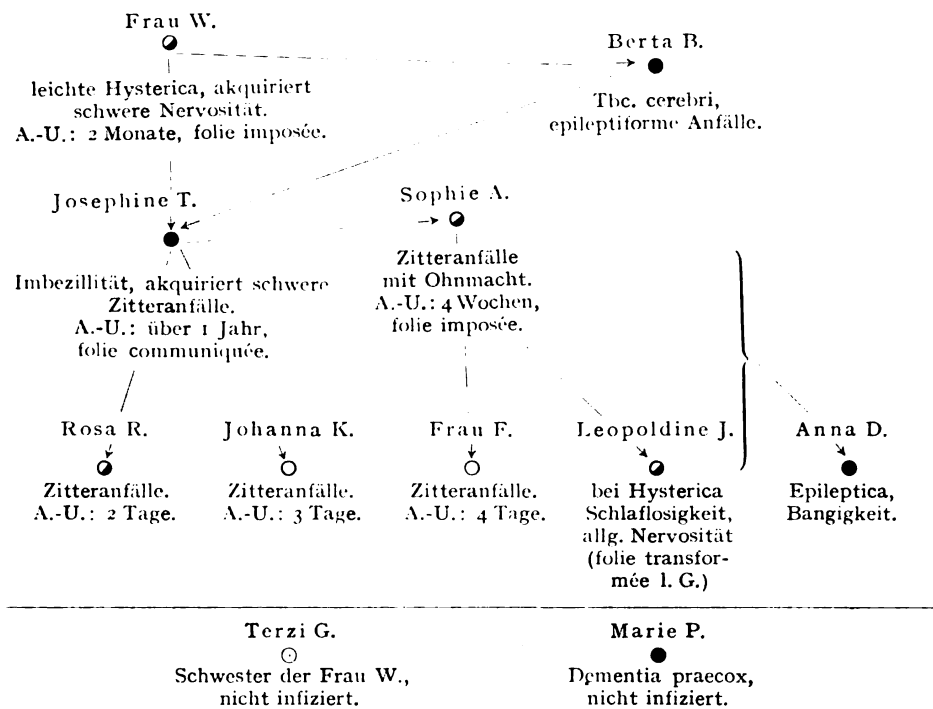 Frau W.
Berta B.
leichte Hysterica, akquiriert
schwere Nervosität.
A.-U.: 2 Monate, folie imposée.
Tbc. cerebri,
epileptiforme Anfälle.
Josephine T.
Sophie A.
Imbezillität, akquiriert schwere
Zitteranfälle.
A.-U.: über 1 Jahr,
folie communiquée.
Zitteranfälle
mit Ohnmacht.
A.-U.: 4 Wochen,
folie imposée.
Rosa R.
Johanna K.
Frau F.
Leopoldine J.
Anna D.
Zitteranfälle.
A.-U.: 2 Tage.
Zitteranfälle.
A.-U.: 3 Tage.
Zitteranfälle.
A.-U.: 4 Tage.
bei Hysterica
Schlaflosigkeit,
allg. Nervosität
(folie transfor-
mée l. G.)
Epileptica,
Bangigkeit.
Terzi G.
Schwester der Frau W.,
nicht infiziert.
Marie P.
Dementia praecox,
nicht infiziert.